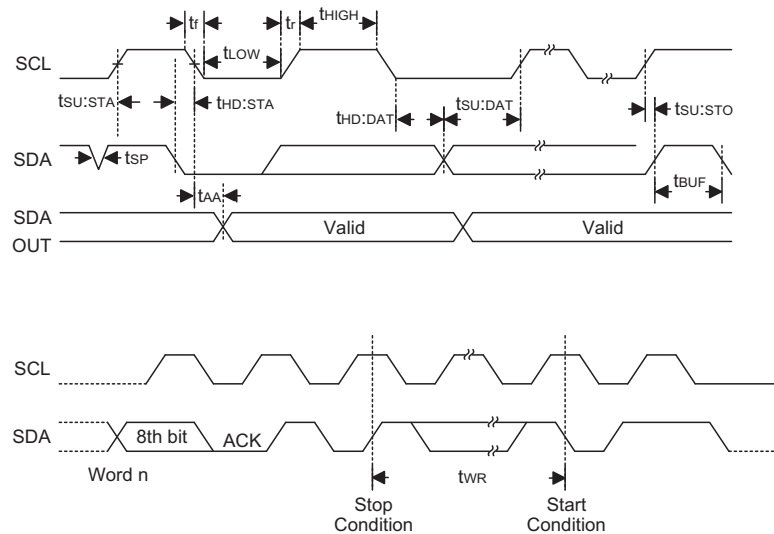 tf tr tHIGH
SCL tLOW
tSU:STA tHD:STA tHD:DAT tSU:DAT tSU:STO
SDA tSP tBUF
tAA
SDA
OUT Valid Valid
SCL
SDA 8th bit ACK
Word n tWR
Stop
Condition
Start
Condition